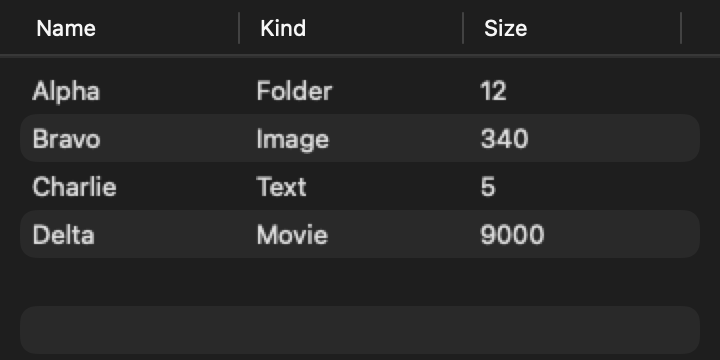 Name Kind Size
Alpha Folder 12
Bravo Image 340
Charlie Text 5
Delta Movie 9000